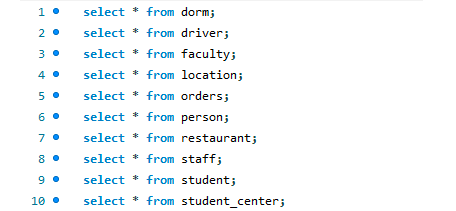 1 select * from dorm;
2 select * from driver;
3 select * from faculty;
4 select * from location;
5 select * from orders;
6 select * from person;
7 select * from restaurant;
8 select * from staff;
9 select * from student;
10 select * from student_center;